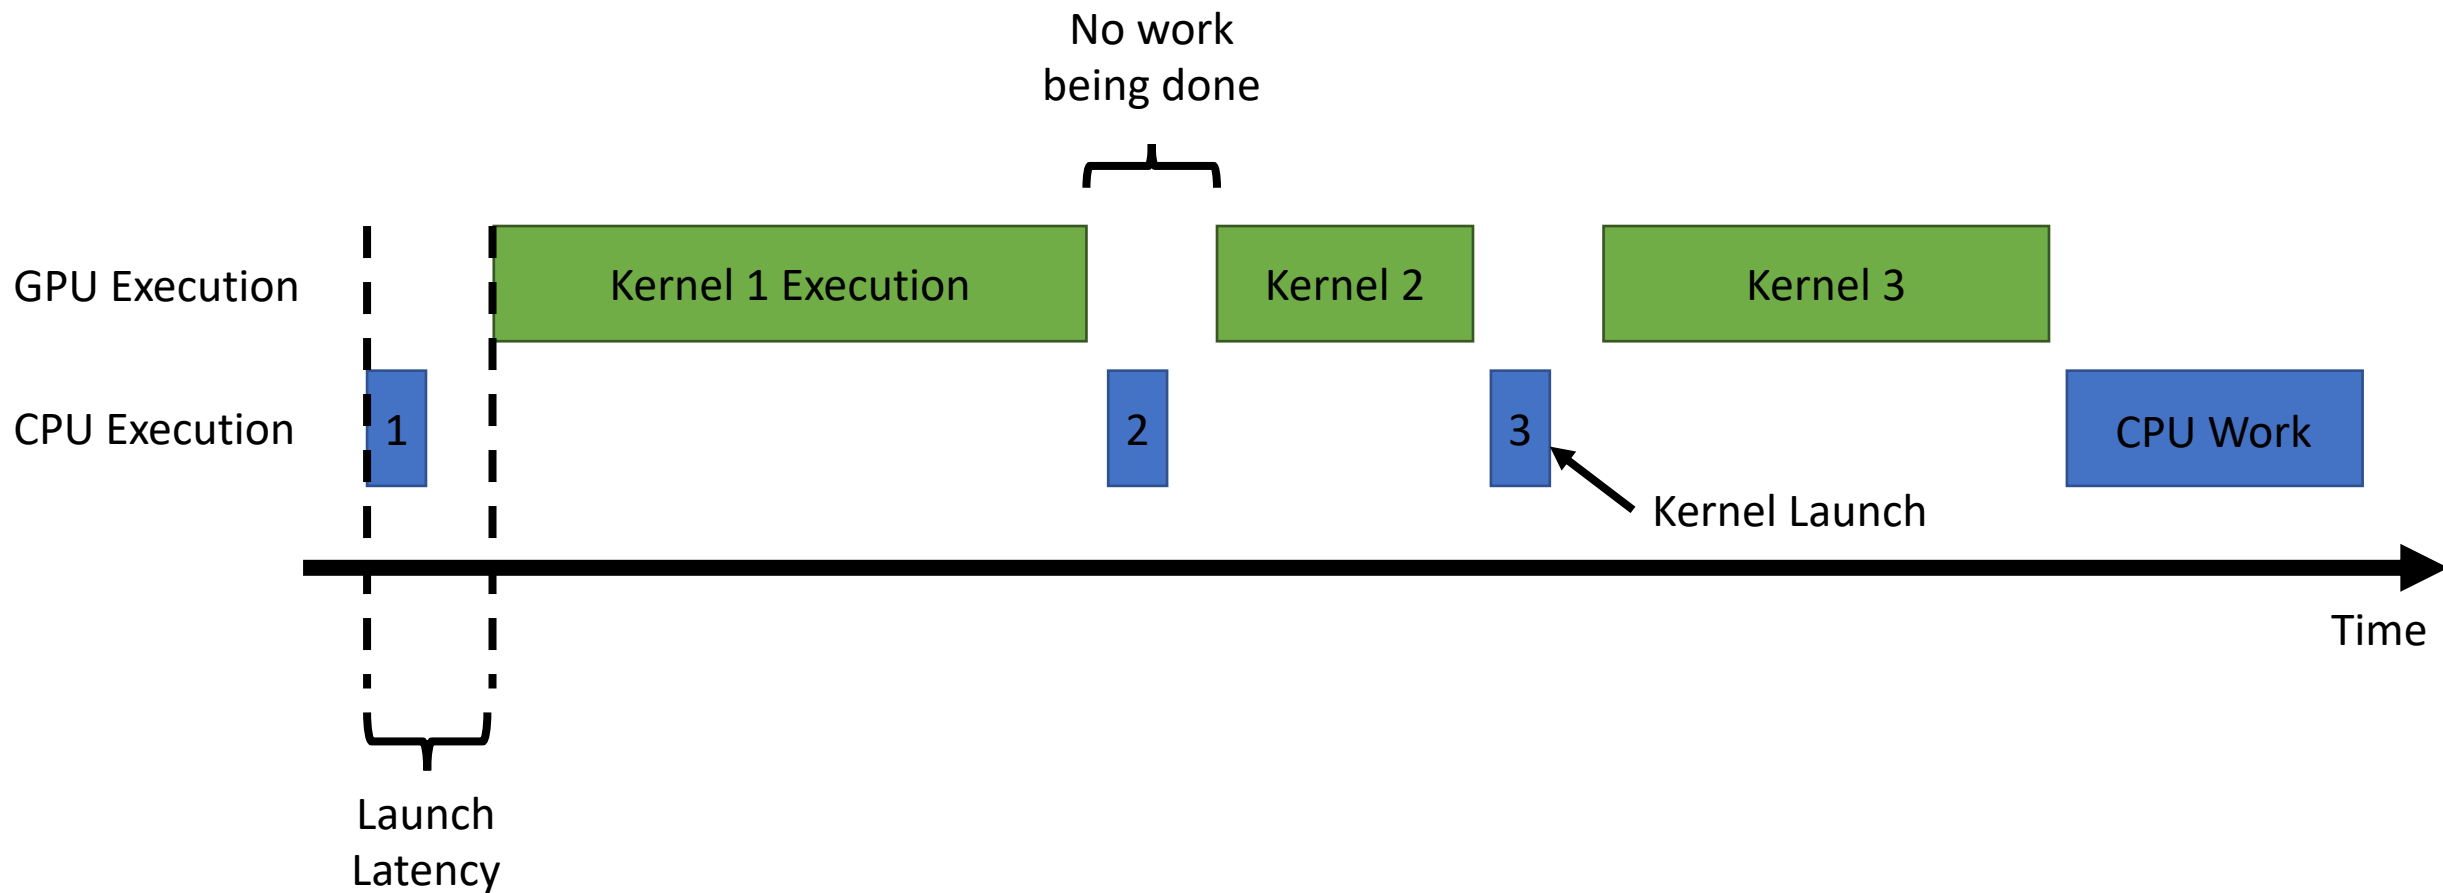 No work
being done
GPU Execution
Kernel 1 Execution
Kernel 2
Kernel 3
CPU Execution
1
2
3
CPU Work
Kernel Launch
Time
Launch
Latency